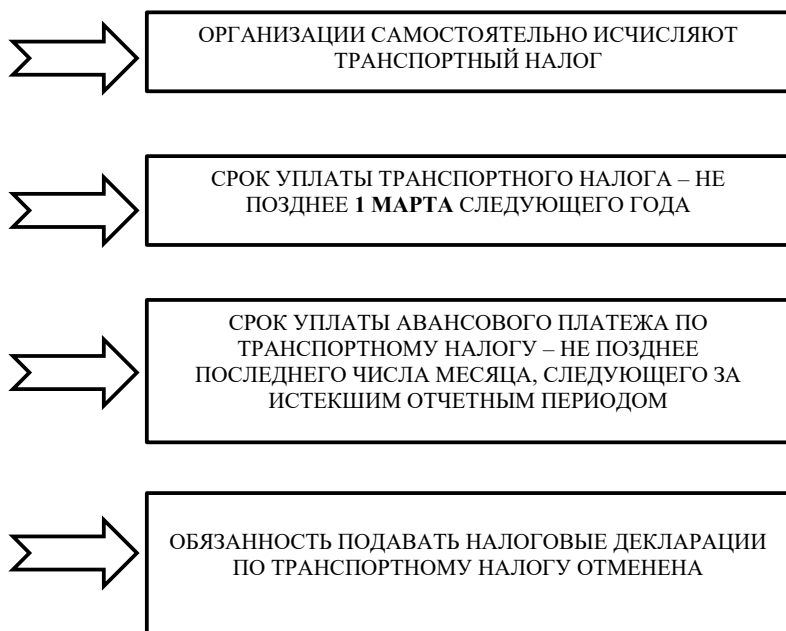 ОРГАНИЗАЦИИ САМОСТОЯТЕЛЬНО ИСЧИСЛЯЮТ
ТРАНСПОРТНЫЙ НАЛОГ
СРОК УПЛАТЫ ТРАНСПОРТНОГО НАЛОГА – НЕ
ПОЗДНЕЕ 1 МАРТА СЛЕДУЮЩЕГО ГОДА
СРОК УПЛАТЫ АВАНСОВОГО ПЛАТЕЖА ПО
ТРАНСПОРТНОМУ НАЛОГУ – НЕ ПОЗДНЕЕ
ПОСЛЕДНЕГО ЧИСЛА МЕСЯЦА, СЛЕДУЮЩЕГО ЗА
ИСТЕКШИМ ОТЧЕТНЫМ ПЕРИОДОМ
ОБЯЗАННОСТЬ ПОДАВАТЬ НАЛОГОВЫЕ ДЕКЛАРАЦИИ
ПО ТРАНСПОРТНОМУ НАЛОГУ ОТМЕНЕНА